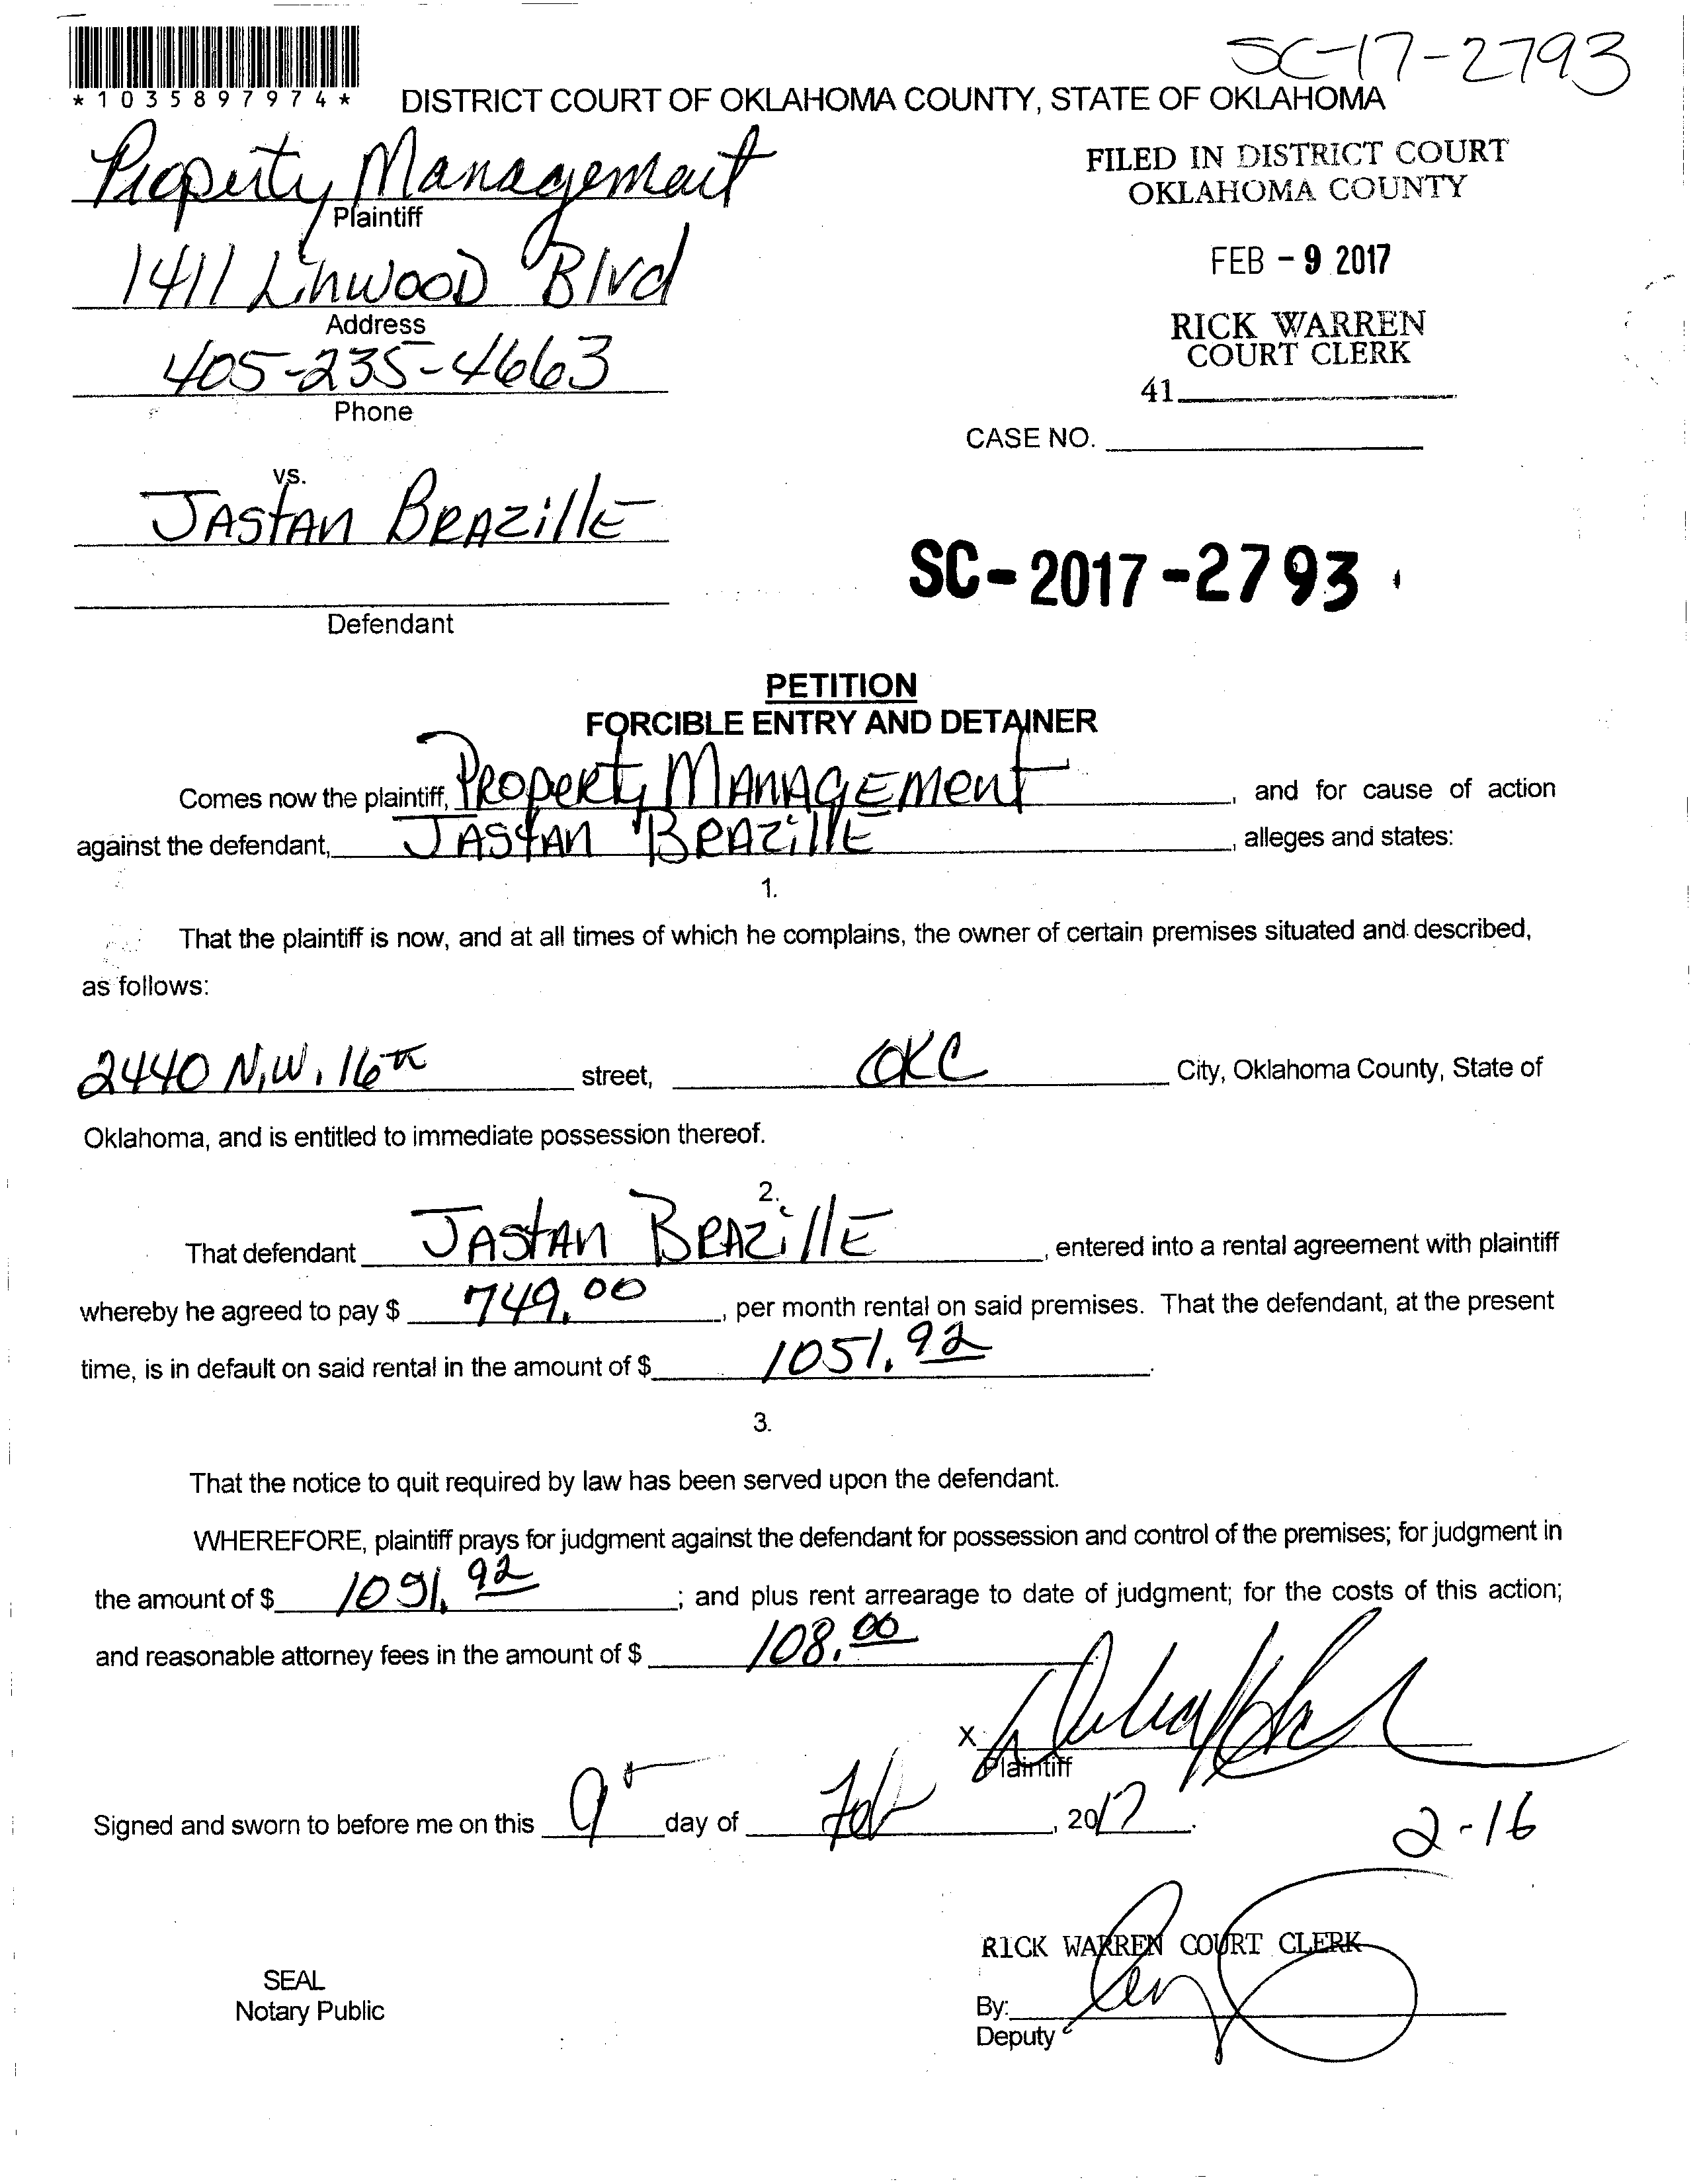 SC-17-2793
*1035897974*
DISTRICT COURT OF OKLAHOMA COUNTY, STATE OF OKLAHOMA
Property Management
Plaintiff
FILED IN DISTRICT COURT
OKLAHOMA COUNTY
1411 Linwood Blvd
Address
FEB - 9 2017
405-235-4663
Phone
RICK WARREN
COURT CLERK
41
CASE NO.
vs.
JAStAN BRAZillE
Defendant
SC-2017-2793
PETITION
FORCIBLE ENTRY AND DETAINER
Comes now the plaintiff, PRoperty MANAGEMent, and for cause of action
against the defendant, JAStAN BRAZillE, alleges and states:
1.
That the plaintiff is now, and at all times of which he complains, the owner of certain premises situated and described,
as follows:
2440 N.W. 16th street, OKC City, Oklahoma County, State of
Oklahoma, and is entitled to immediate possession thereof.
2.
That defendant JAStAN BRAZillE, entered into a rental agreement with plaintiff
whereby he agreed to pay $ 749.00, per month rental on said premises. That the defendant, at the present
time, is in default on said rental in the amount of $ 1051.92.
3.
That the notice to quit required by law has been served upon the defendant.
WHEREFORE, plaintiff prays for judgment against the defendant for possession and control of the premises; for judgment in
the amount of $ 1091.92; and plus rent arrearage to date of judgment; for the costs of this action;
and reasonable attorney fees in the amount of $ 108.00
X
Plaintiff
Signed and sworn to before me on this 9 day of Feb, 2017.
2-16
RICK WARREN COURT CLERK
SEAL
Notary Public
By:
Deputy